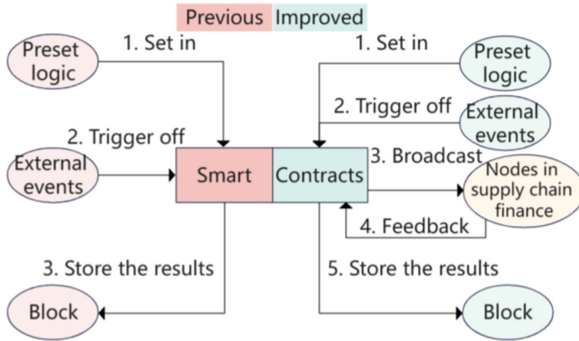 Previous Improved
1. Set in
Preset
logic
2. Trigger off
External
events
Smart
3. Store the results
Block
1. Set in
Preset
logic
2. Trigger off
External
events
Contracts
3. Broadcast
Nodes in
supply chain
finance
4. Feedback
5. Store the results
Block